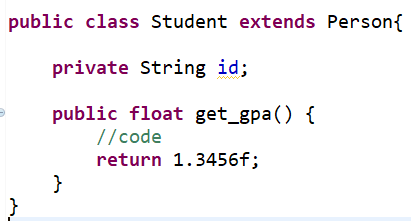 public class Student extends Person{
private String id;
public float get_gpa() {
//code
return 1.3456f;
}
}